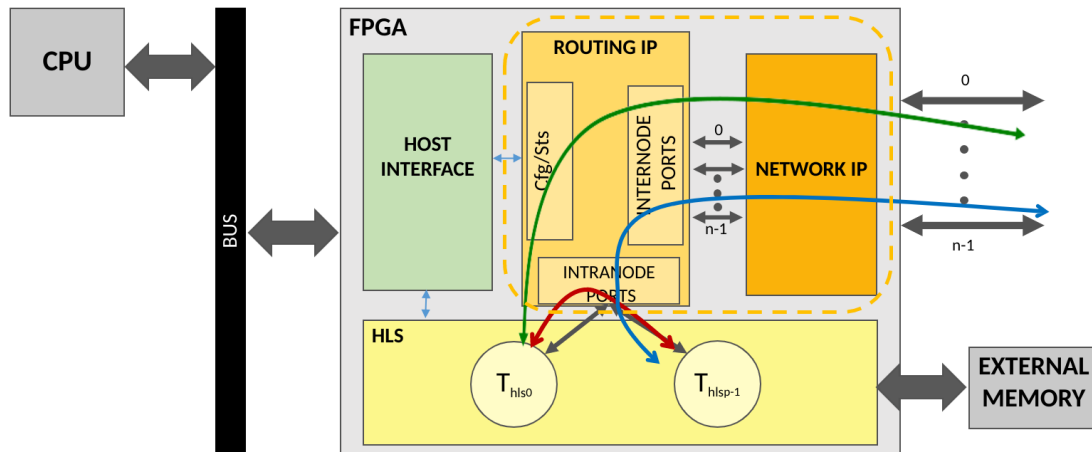 CPU
BUS
FPGA
HOST
INTERFACE
ROUTING IP
Cfg/Sts
INTERNODE
PORTS
INTRANODE
PORTS
0
n-1
NETWORK IP
0
n-1
HLS
Thls0
Thlsp-1
EXTERNAL
MEMORY